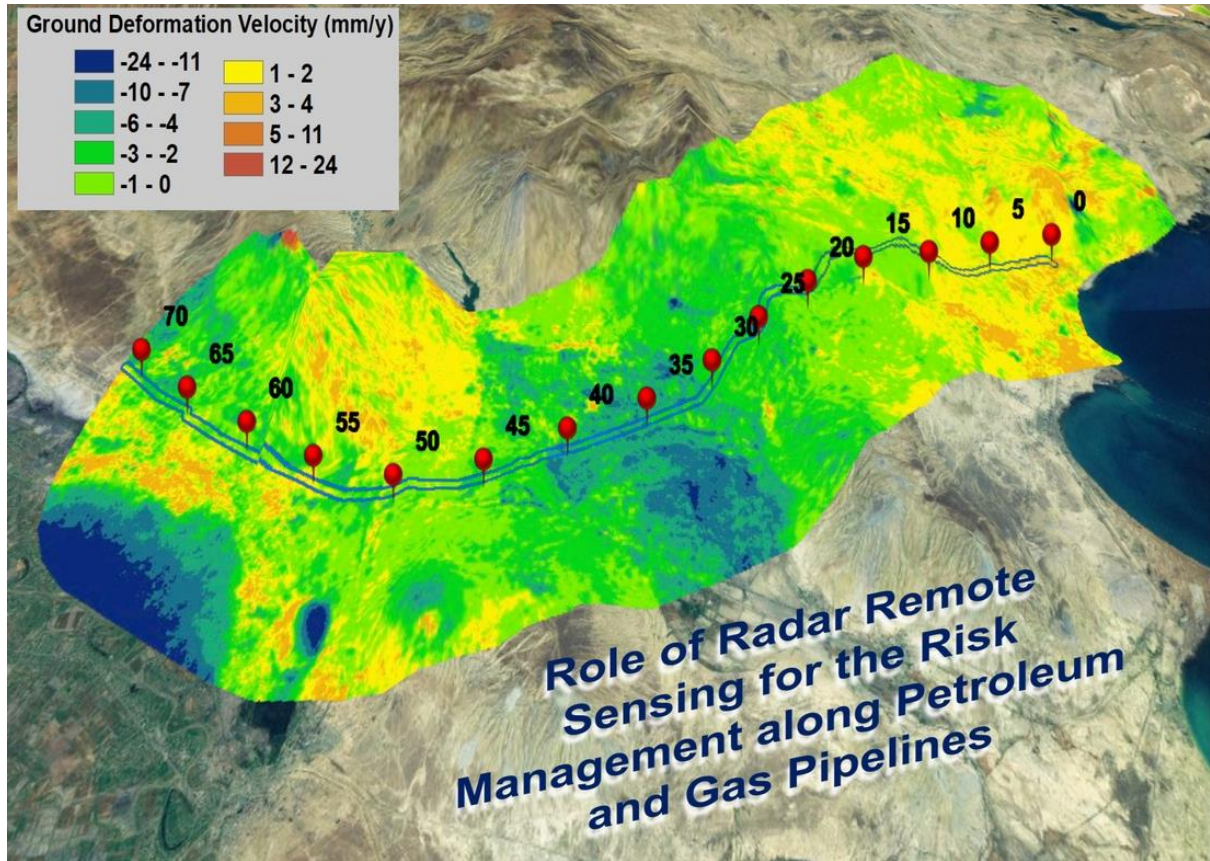 Ground Deformation Velocity (mm/y)
-24 - -11
-10 - -7
-6 - -4
-3 - -2
-1 - 0
1 - 2
3 - 4
5 - 11
12 - 24
0
5
10
15
20
25
30
35
40
45
50
55
60
65
70
Role of Radar Remote
Sensing for the Risk
Management along Petroleum
and Gas Pipelines